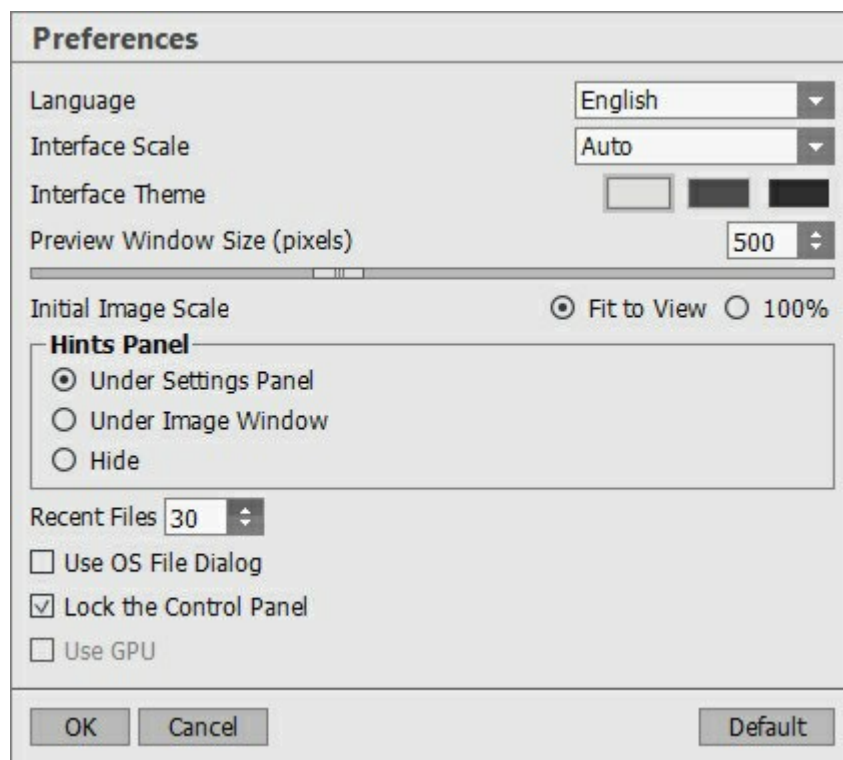 Preferences
Language English
Interface Scale Auto
Interface Theme
Preview Window Size (pixels) 500
Initial Image Scale Fit to View 100%
Hints Panel
Under Settings Panel
Under Image Window
Hide
Recent Files 30
Use OS File Dialog
Lock the Control Panel
Use GPU
OK Cancel Default